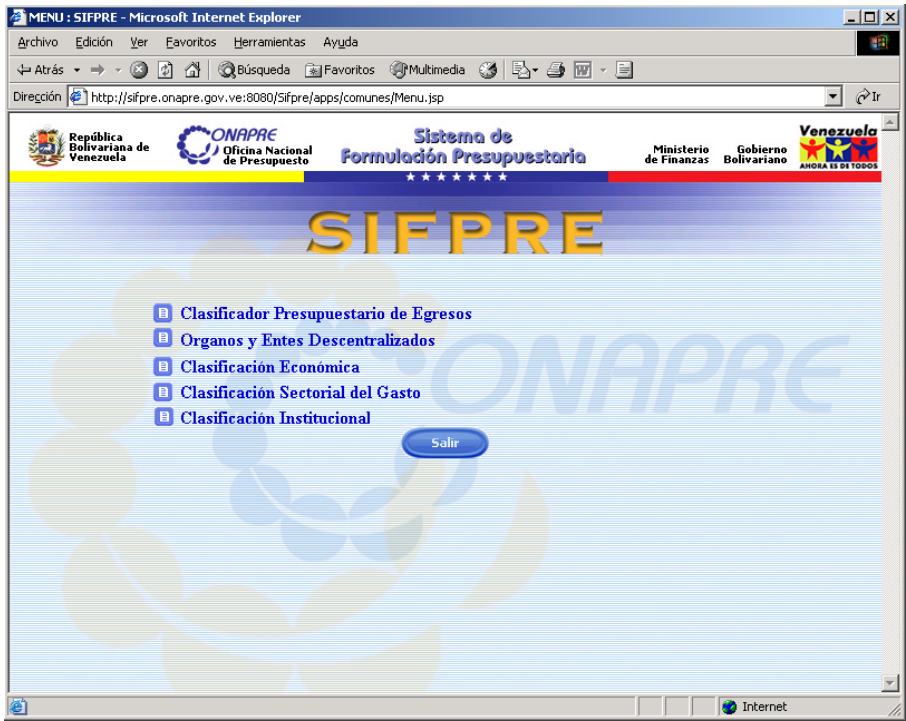 MENU : SIFPRE - Microsoft Internet Explorer
Archivo Edición Ver Favoritos Herramientas Ayuda
Atrás Búsqueda Favoritos Multimedia
Dirección http://sifpre.onapre.gov.ve:8080/Sifpre/apps/comunes/Menu.jsp Ir
República
Bolivariana de
Venezuela
ONAPRE
Oficina Nacional
de Presupuesto
Sistema de
Formulación Presupuestaria
Ministerio
de Finanzas
Gobierno
Bolivariano
Venezuela
AHORA ES DE TODOS
SIFPRE
Clasificador Presupuestario de Egresos
Organos y Entes Descentralizados
Clasificación Económica
Clasificación Sectorial del Gasto
Clasificación Institucional
ONAPRE
Salir
Internet